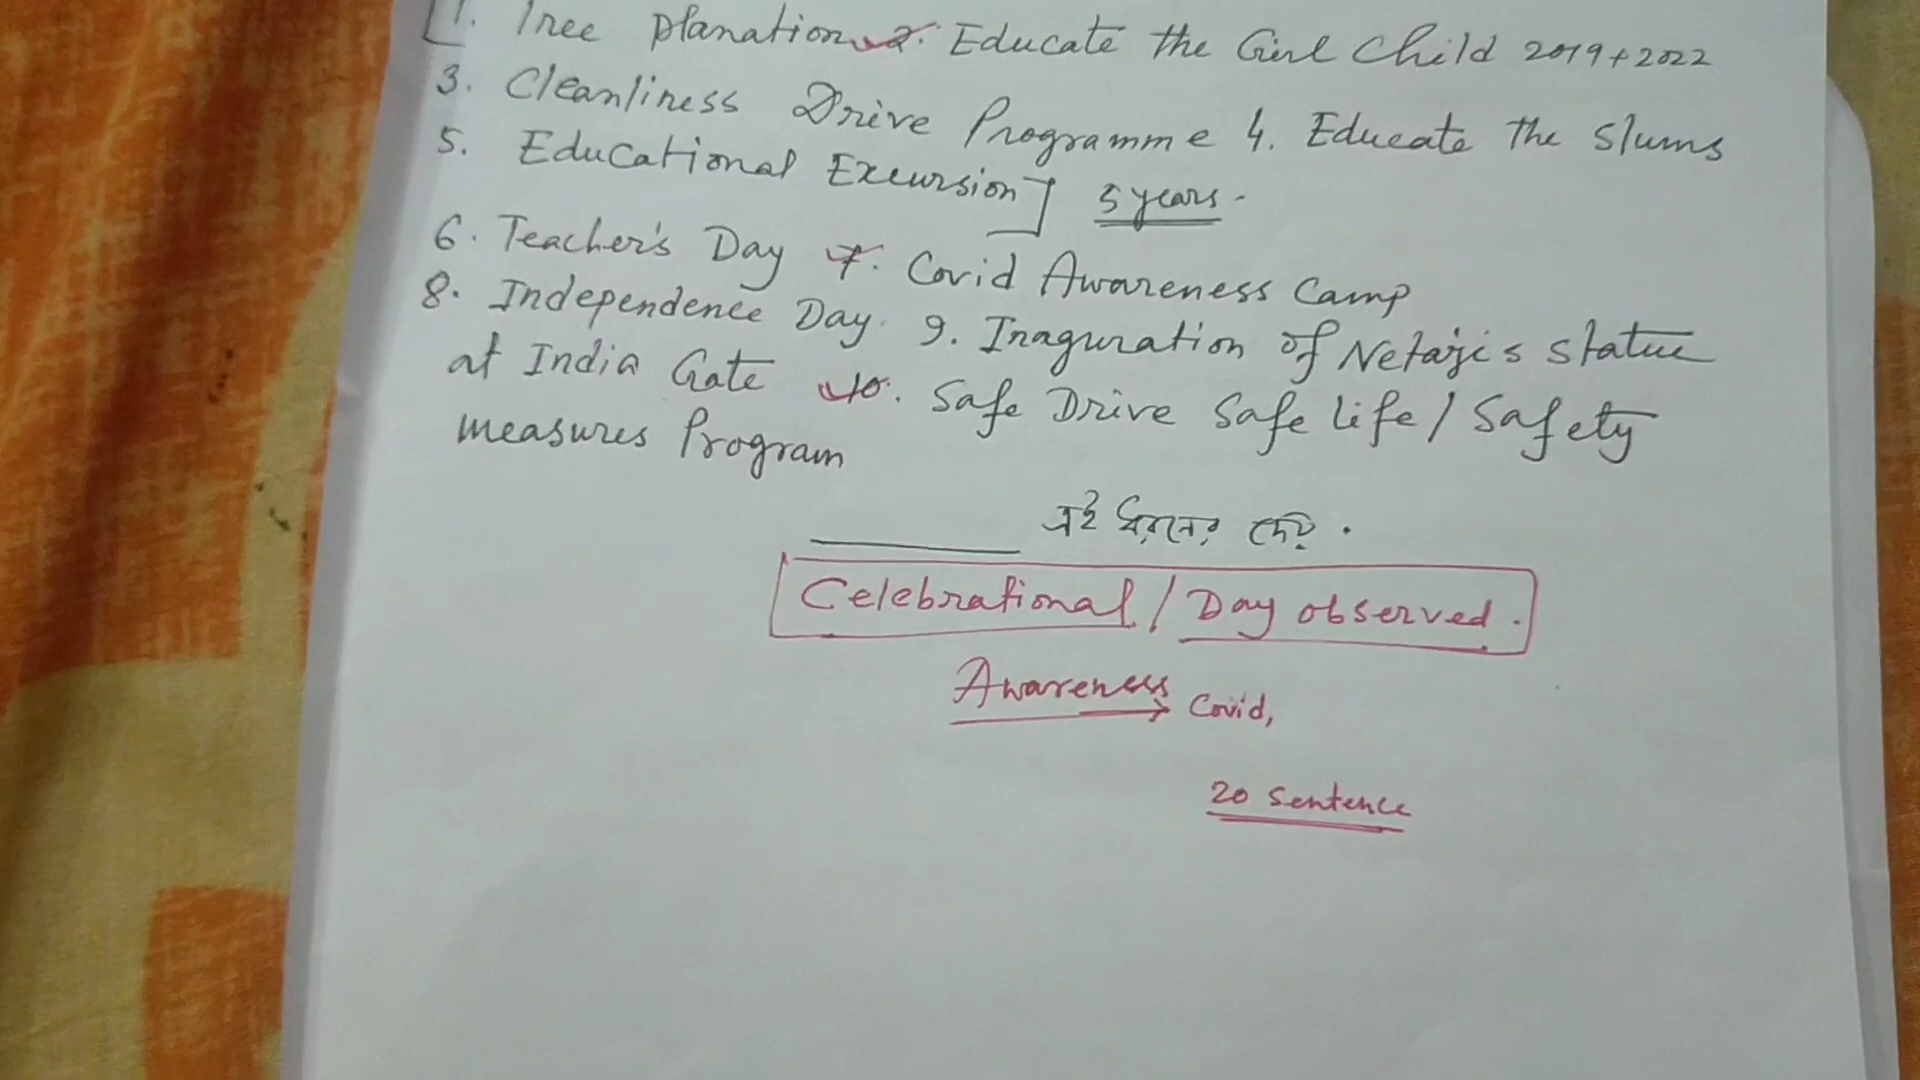 1. Tree planation 2. Educate the Girl Child 2019+2022
3. Cleanliness Drive Programme 4. Educate the Slums
5. Educational Excursion] 5 years.
6. Teacher's Day 7. Covid Awareness Camp
8. Independence Day. 9. Inaguration of Netaji's statue
at India Gate 10. Safe Drive Safe life / Safety
measures Program
এই ধরনের দেয়.
Celebrational / Day observed.
Awareness → Covid,
20 Sentence